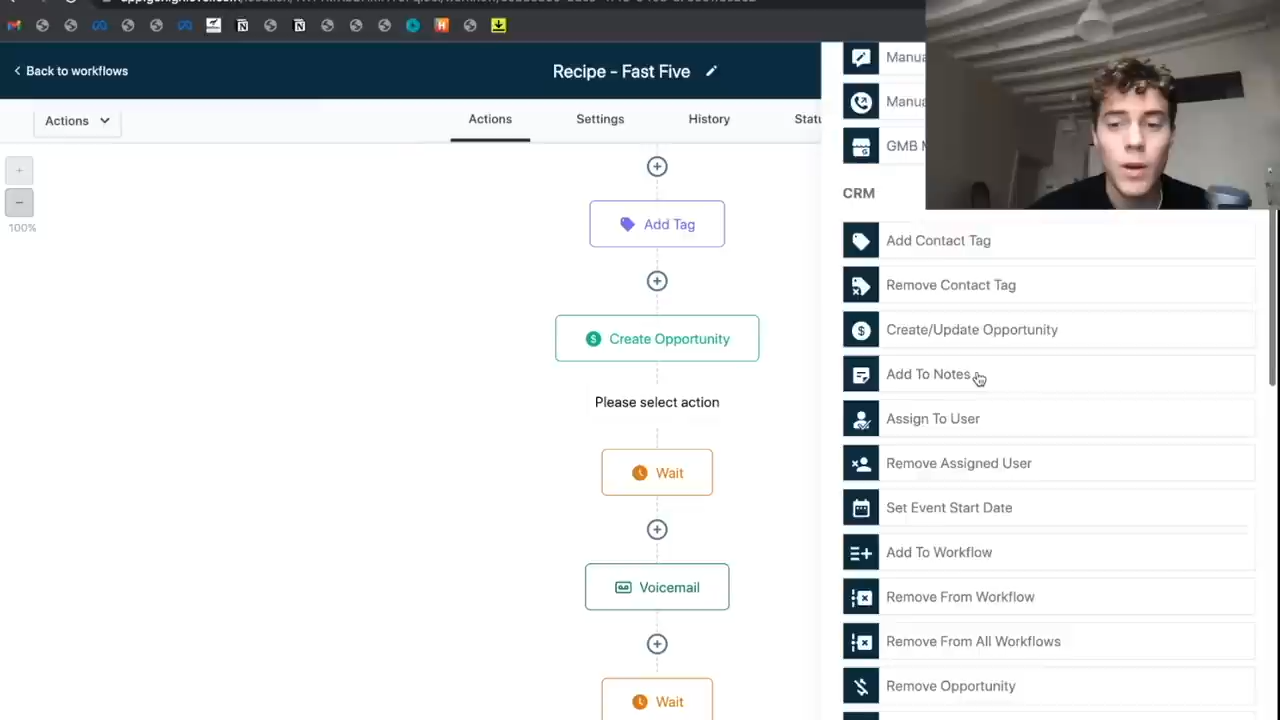 Back to workflows
Recipe - Fast Five
Actions
Actions
Settings
History
100%
Add Tag
Create Opportunity
Please select action
Wait
Voicemail
Wait
GMB
CRM
Add Contact Tag
Remove Contact Tag
Create/Update Opportunity
Add To Notes
Assign To User
Remove Assigned User
Set Event Start Date
Add To Workflow
Remove From Workflow
Remove From All Workflows
Remove Opportunity